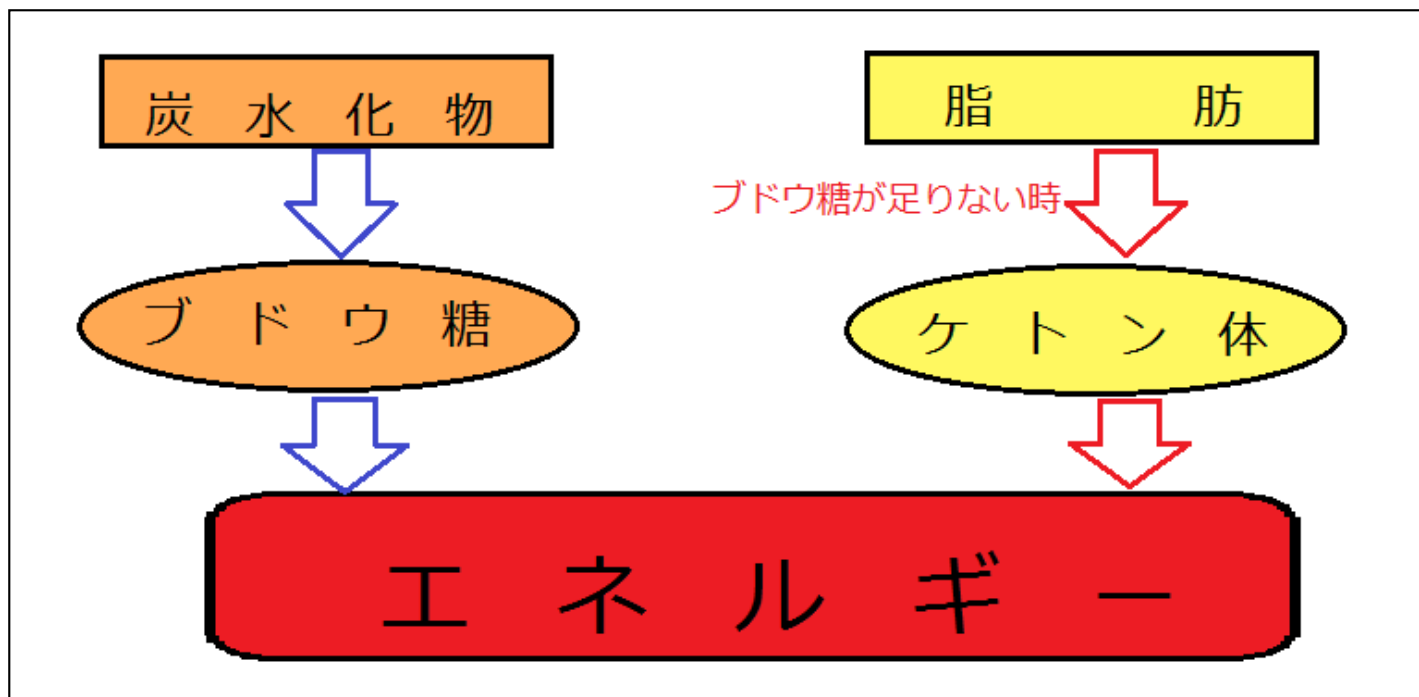 炭水化物
脂肪
ブドウ糖が足りない時
ブドウ糖
ケトン体
エネルギー